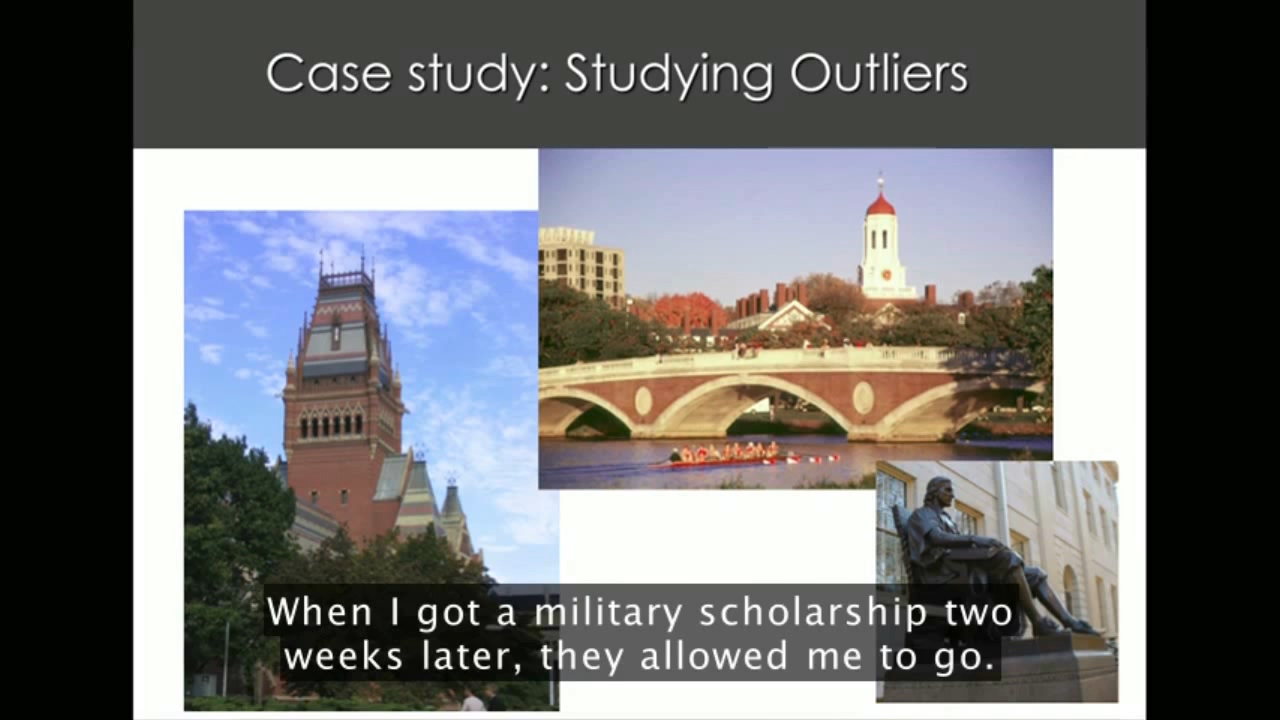 Case study: Studying Outliers
When I got a military scholarship two
weeks later, they allowed me to go.